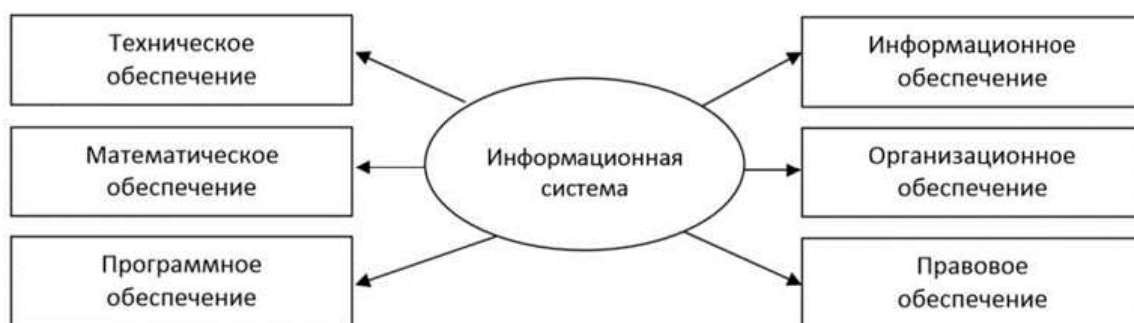 Техническое
обеспечение
Математическое
обеспечение
Программное
обеспечение
Информационная
система
Информационное
обеспечение
Организационное
обеспечение
Правовое
обеспечение